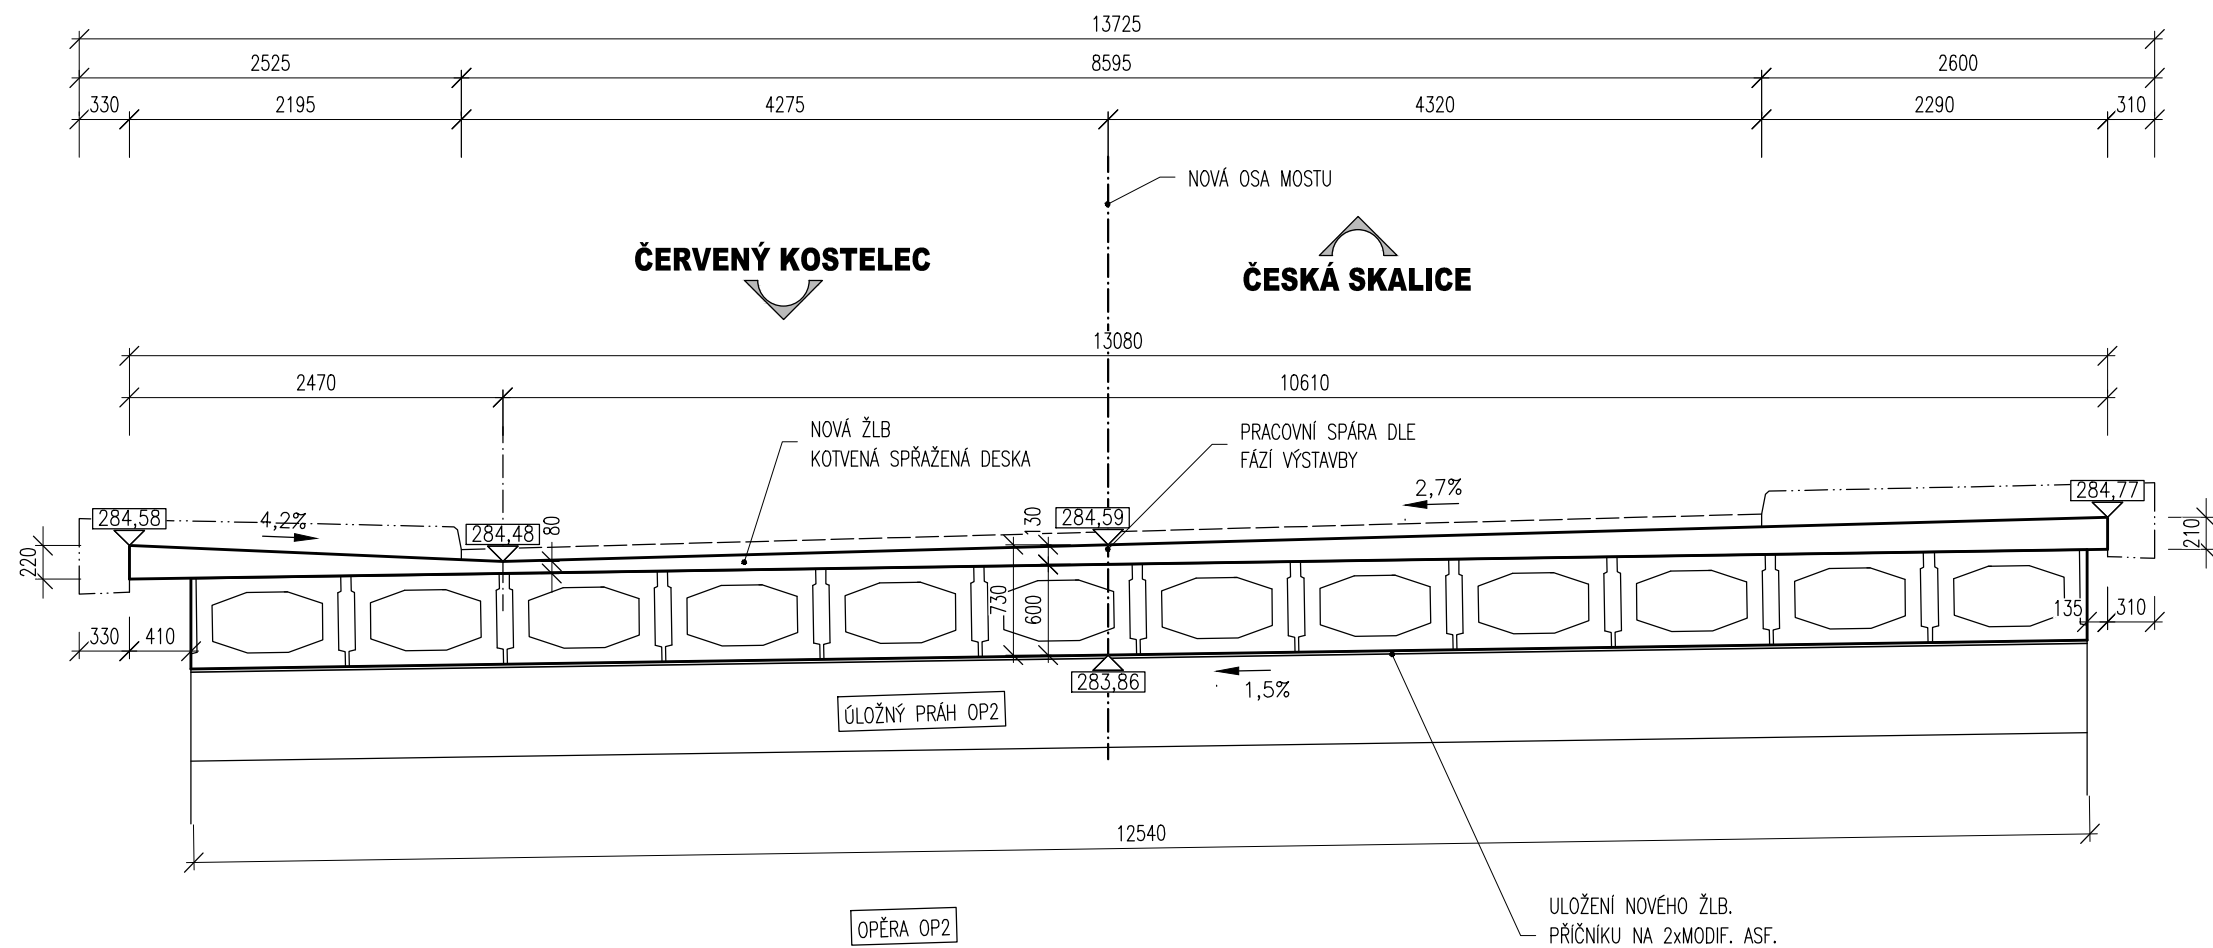 13725
2525
8595
2600
330
2195
4275
4320
2290
310
NOVÁ OSA MOSTU
ČERVENÝ KOSTELEC
ČESKÁ SKALICE
13080
2470
10610
NOVÁ ŽLB
KOTVENÁ SPŘAŽENÁ DESKA
PRACOVNÍ SPÁRA DLE
FÁZÍ VÝSTAVBY
2,7%
284,77
284,58
4,2%
284,48
80
130
284,59
220
210
730
600
135
310
330
410
283,86
1,5%
ÚLOŽNÝ PRÁH OP2
12540
ULOŽENÍ NOVÉHO ŽLB.
PŘÍČNÍKU NA 2xMODIF. ASF.
OPĚRA OP2